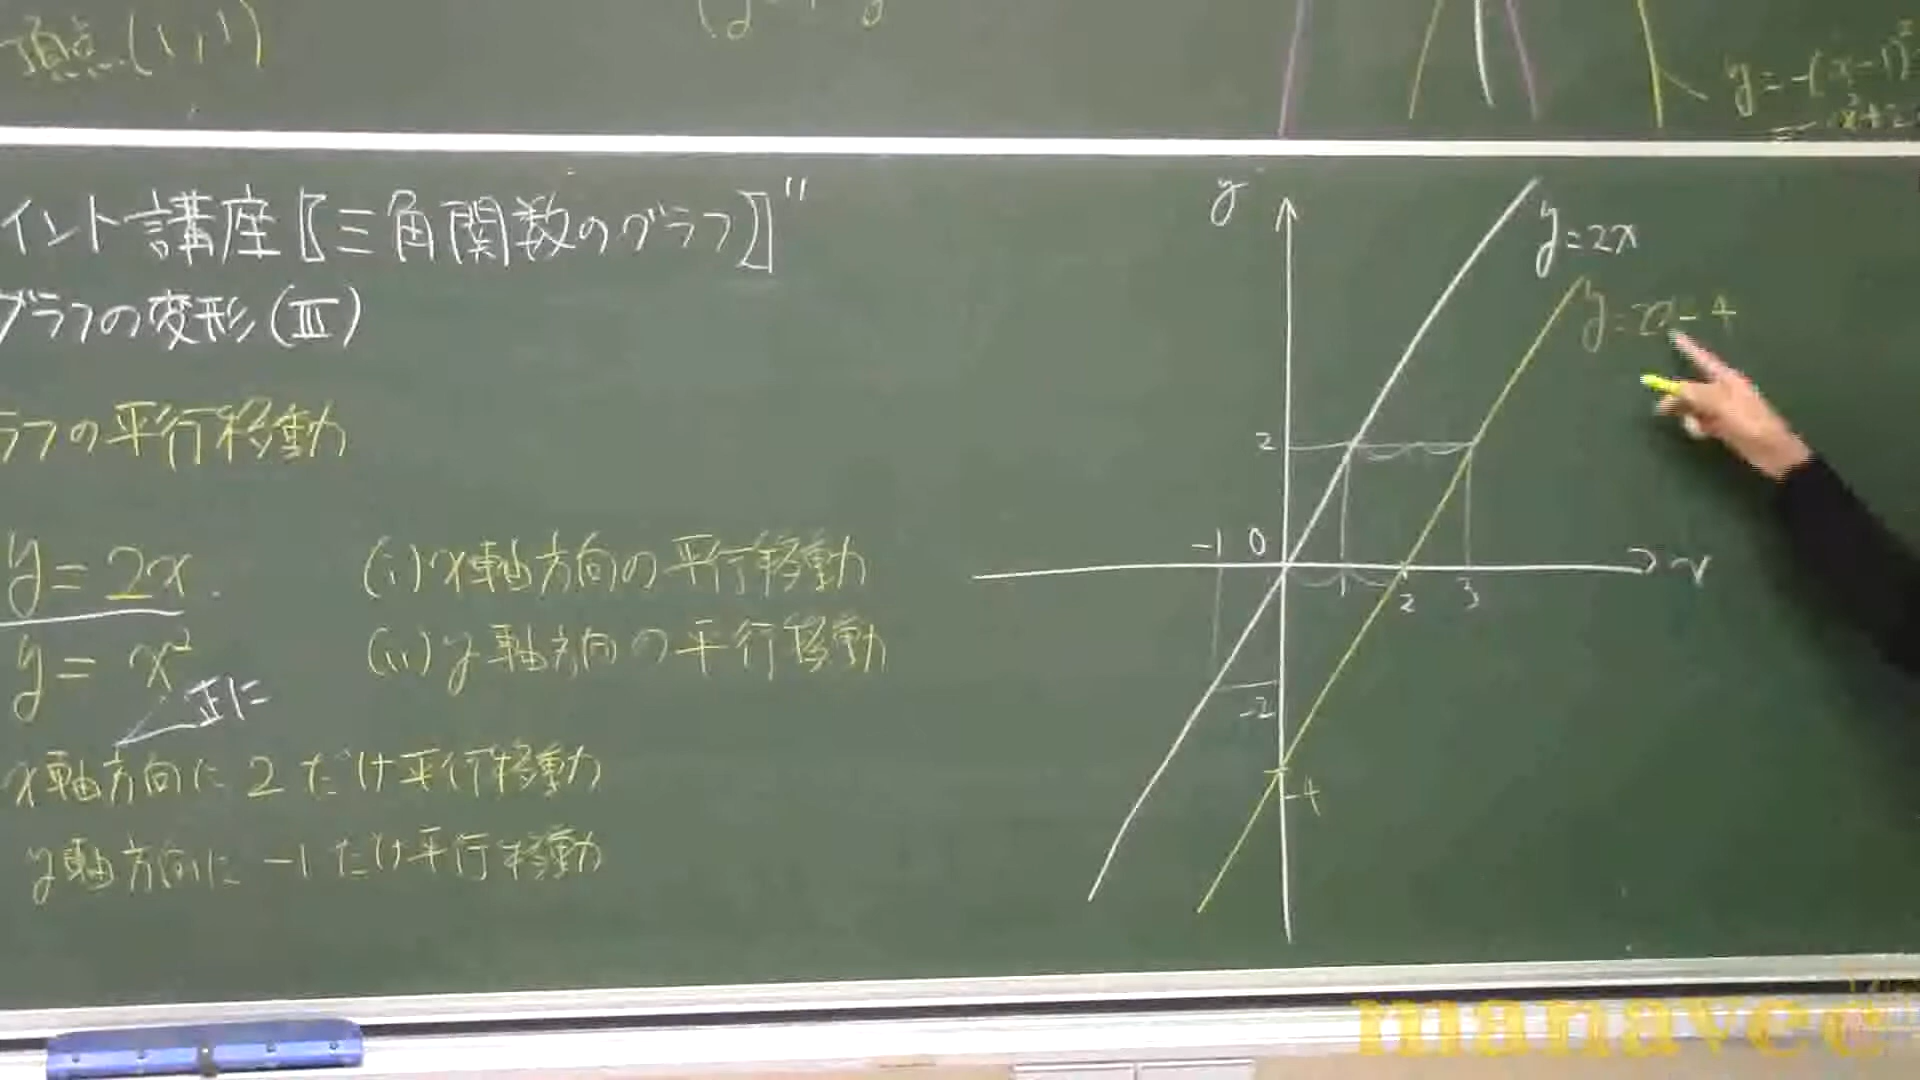 頂点(1,1)
y=-(x-1)²
イント講座〖三角関数のグラフ〗"
グラフの変形(Ⅲ)
ラフの平行移動
y=2x.
y=x²
正に
(i)x軸方向の平行移動
(ii)y軸方向の平行移動
x軸方向に2だけ平行移動
y軸方向に-1だけ平行移動
y
y=2x
y=2x-4
2
-1
0
1
2
3
x
-2
-4
manavee